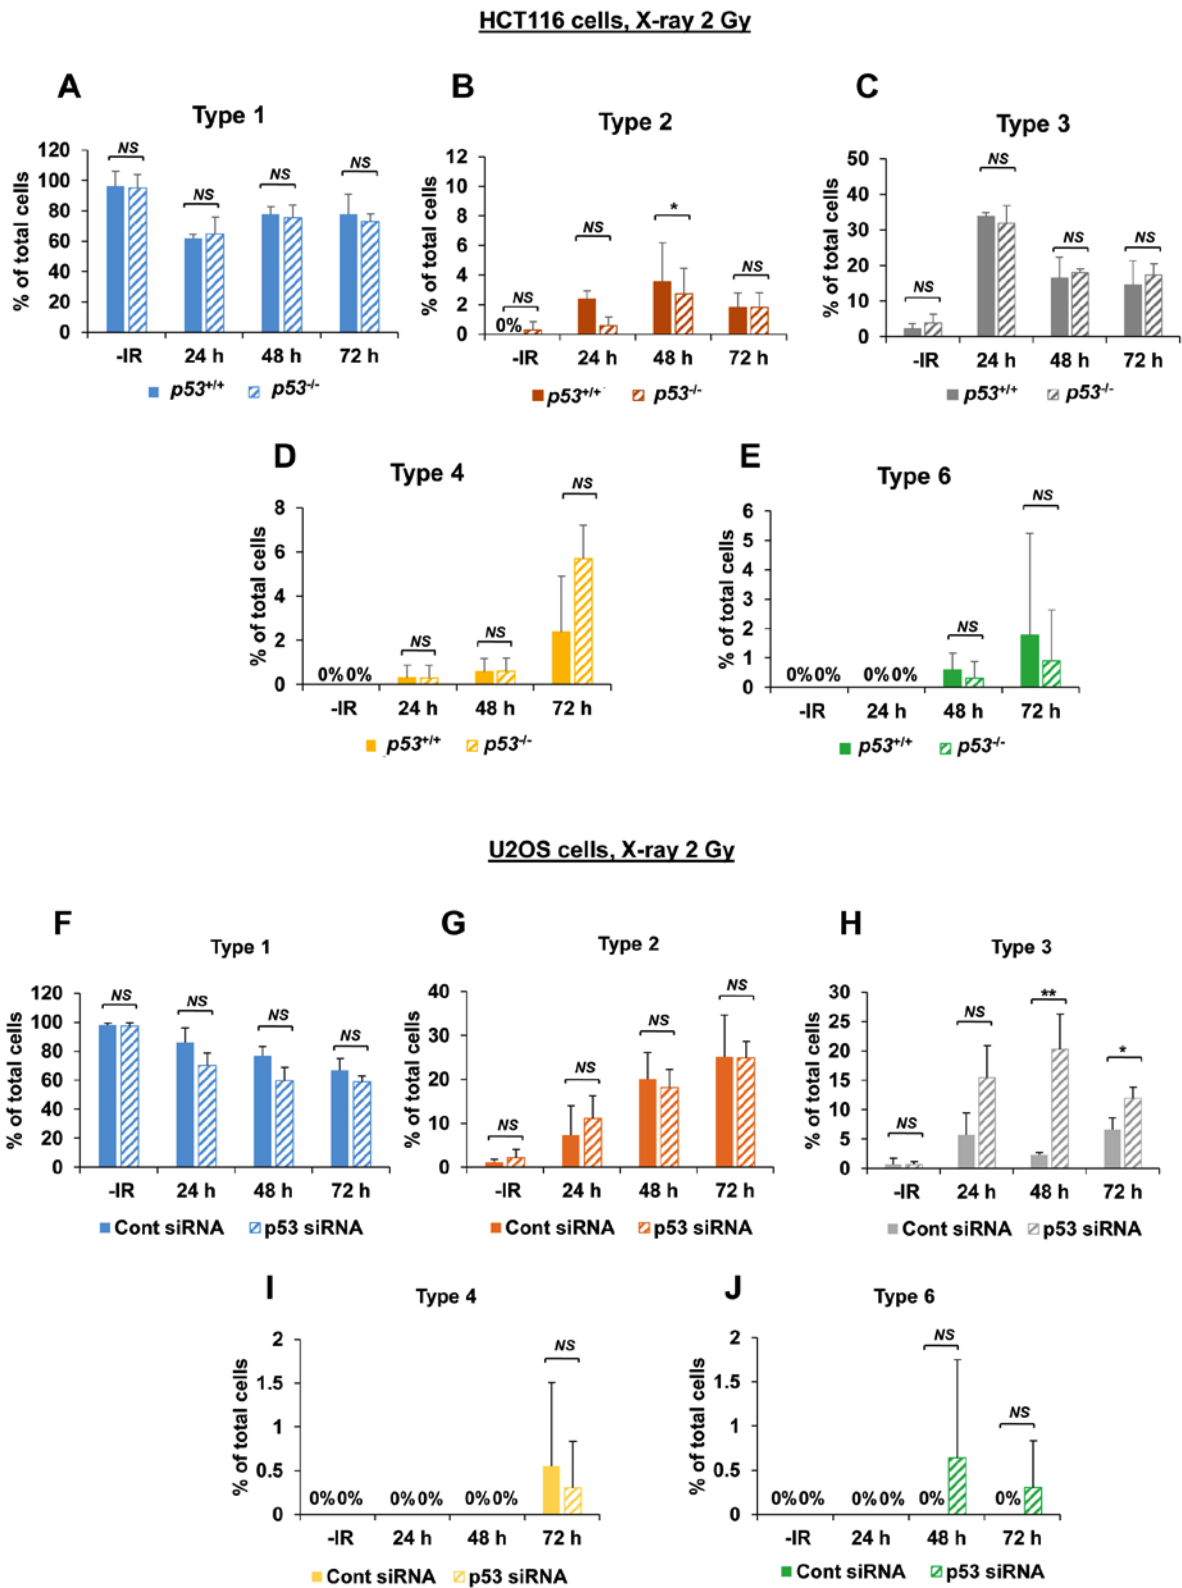 HCT116 cells, X-ray 2 Gy
A
Type 1
% of total cells
120
100
80
60
40
20
0
NS
NS
NS
NS
-IR 24 h 48 h 72 h
p53+/+ p53-/-
B
Type 2
% of total cells
12
10
8
6
4
2
0
NS
NS
*
NS
0%
-IR 24 h 48 h 72 h
p53+/+ p53-/-
C
Type 3
% of total cells
50
40
30
20
10
0
NS
NS
NS
NS
-IR 24 h 48 h 72 h
p53+/+ p53-/-
D
Type 4
% of total cells
8
6
4
2
0
NS
NS
NS
0% 0%
-IR 24 h 48 h 72 h
p53+/+ p53-/-
E
Type 6
% of total cells
6
5
4
3
2
1
0
NS
NS
0% 0% 0% 0%
-IR 24 h 48 h 72 h
p53+/+ p53-/-
U2OS cells, X-ray 2 Gy
F
Type 1
% of total cells
120
100
80
60
40
20
0
NS
NS
NS
NS
-IR 24 h 48 h 72 h
Cont siRNA p53 siRNA
G
Type 2
% of total cells
40
30
20
10
0
NS
NS
NS
NS
-IR 24 h 48 h 72 h
Cont siRNA p53 siRNA
H
Type 3
% of total cells
30
25
20
15
10
5
0
NS
NS
**
*
-IR 24 h 48 h 72 h
Cont siRNA p53 siRNA
I
Type 4
% of total cells
2
1.5
1
0.5
0
NS
0% 0% 0% 0% 0% 0%
-IR 24 h 48 h 72 h
Cont siRNA p53 siRNA
J
Type 6
% of total cells
2
1.5
1
0.5
0
NS
NS
0% 0% 0% 0% 0% 0%
-IR 24 h 48 h 72 h
Cont siRNA p53 siRNA